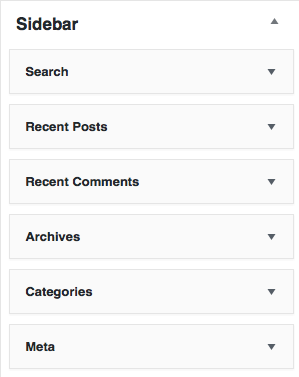 Sidebar
Search
Recent Posts
Recent Comments
Archives
Categories
Meta